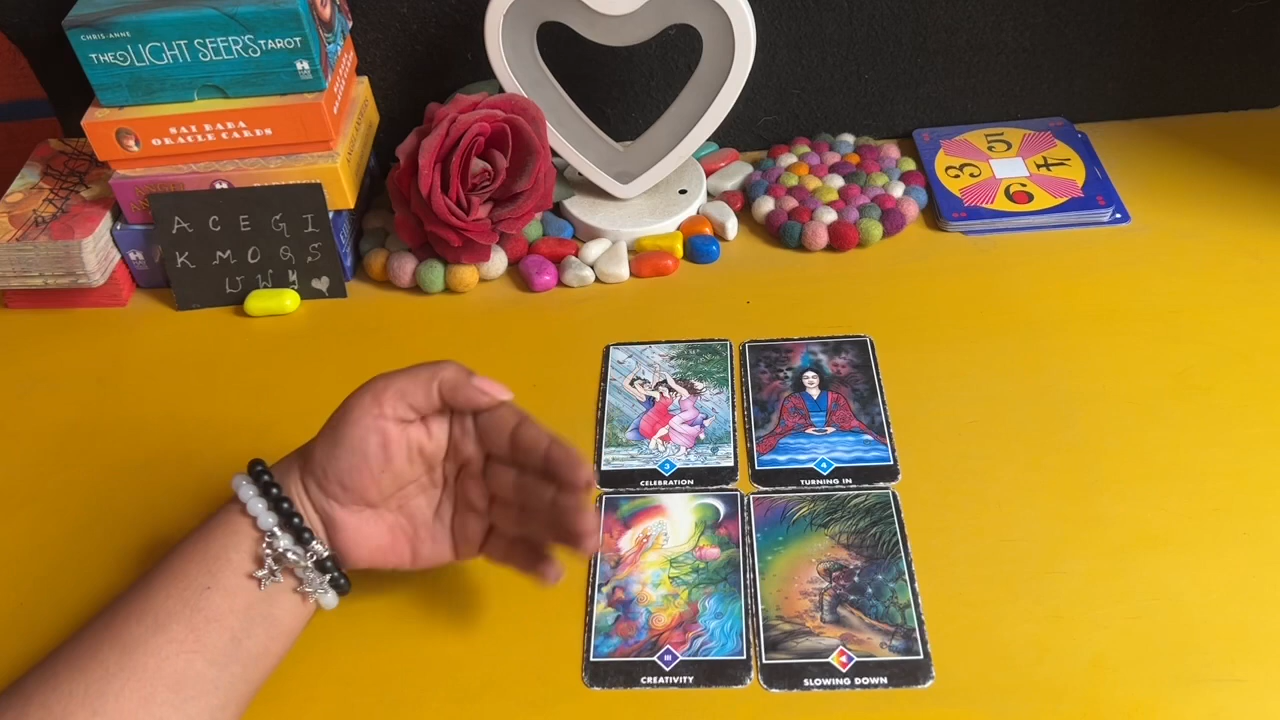 CHRIS-ANNE
THE LIGHT SEER'S TAROT
HAY
SAI BABA
ORACLE CARDS
A C E G I
K M O Q S
U W Y
5
3
4
6
3
CELEBRATION
4
TURNING IN
III
CREATIVITY
SLOWING DOWN